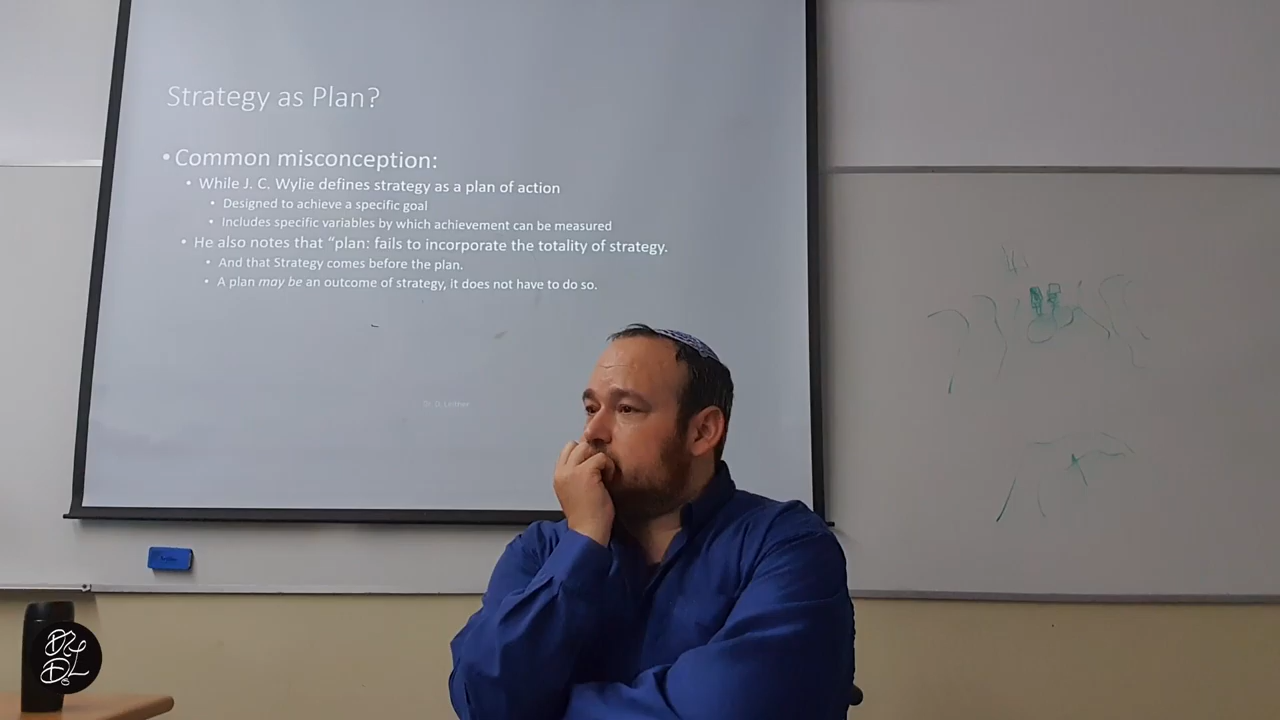 Strategy as Plan?
• Common misconception:
• While J. C. Wylie defines strategy as a plan of action
• Designed to achieve a specific goal
• Includes specific variables by which achievement can be measured
• He also notes that “plan: fails to incorporate the totality of strategy.
• And that Strategy comes before the plan.
• A plan may be an outcome of strategy, it does not have to do so.